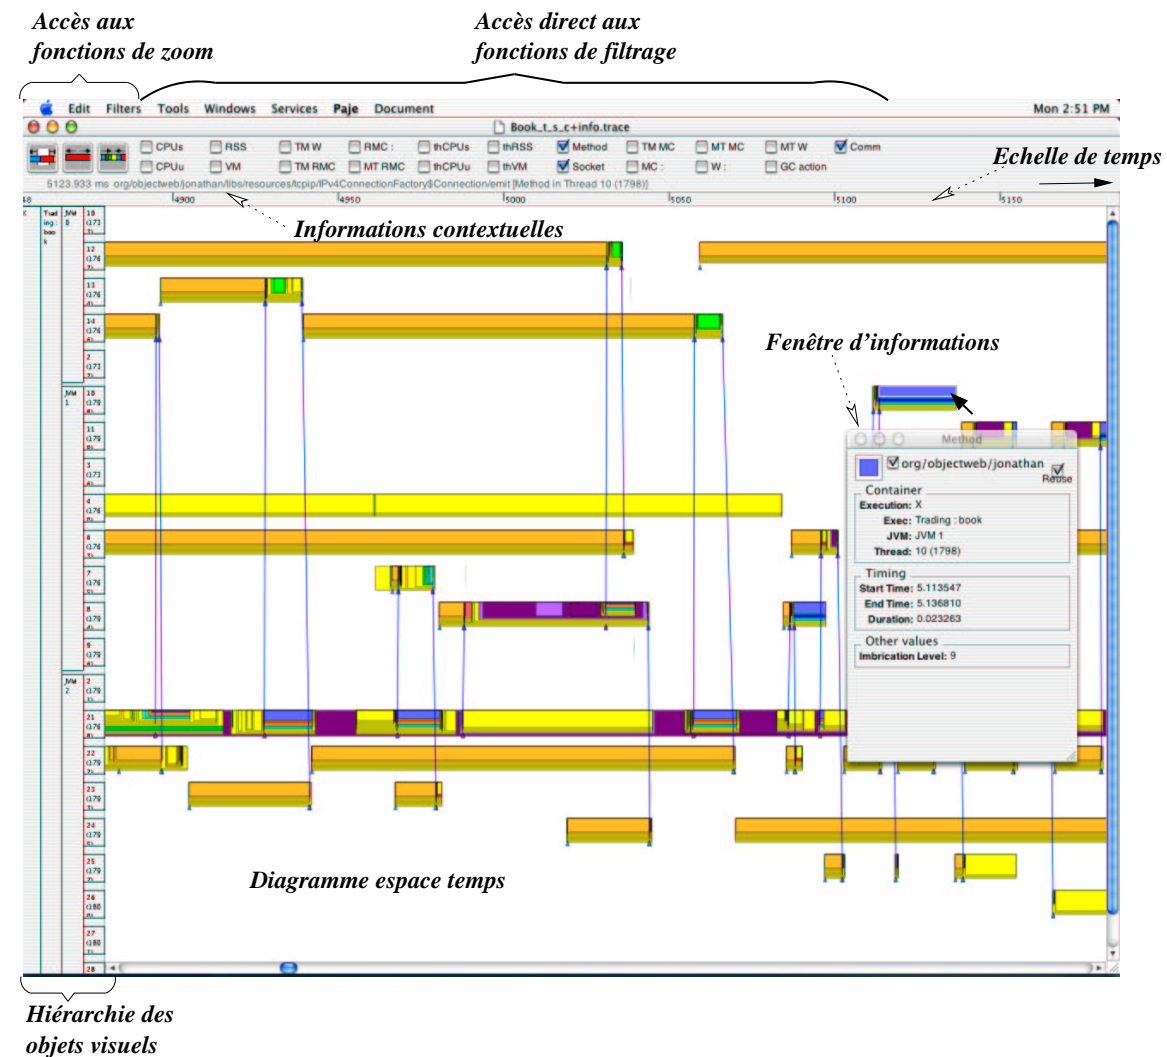 Accès aux
fonctions de zoom
Accès direct aux
fonctions de filtrage
Edit Filters Tools Windows Services Paje Document Mon 2:51 PM
Book_t_s_c+info.trace
CPUs RSS TM W RMC : thCPUs thRSS Method TM MC MT MC MT W Comm
CPUu VM TM RMC MT RMC thCPUu thVM Socket MC : W : GC action
Echelle de temps
5123.933 ms org/objectweb/jonathan/libs/resources/tcpip/IPv4ConnectionFactory$Connection/emit [Method in Thread 10 (1798)]
4900 4950 5000 5050 5100 5150
Informations contextuelles
Fenêtre d'informations
Method
org/objectweb/jonathan
Reuse
Container
Execution: X
Exec: Trading : book
JVM: JVM 1
Thread: 10 (1798)
Timing
Start Time: 5.113547
End Time: 5.136810
Duration: 0.023263
Other values
Imbrication Level: 9
Diagramme espace temps
Hiérarchie des
objets visuels